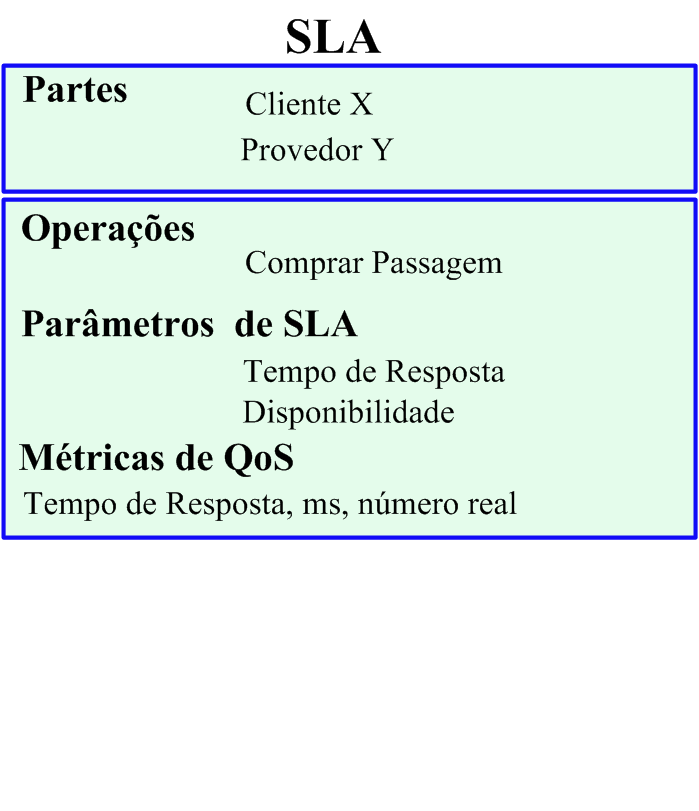 SLA
Partes
Cliente X
Provedor Y
Operações
Comprar Passagem
Parâmetros de SLA
Tempo de Resposta
Disponibilidade
Métricas de QoS
Tempo de Resposta, ms, número real